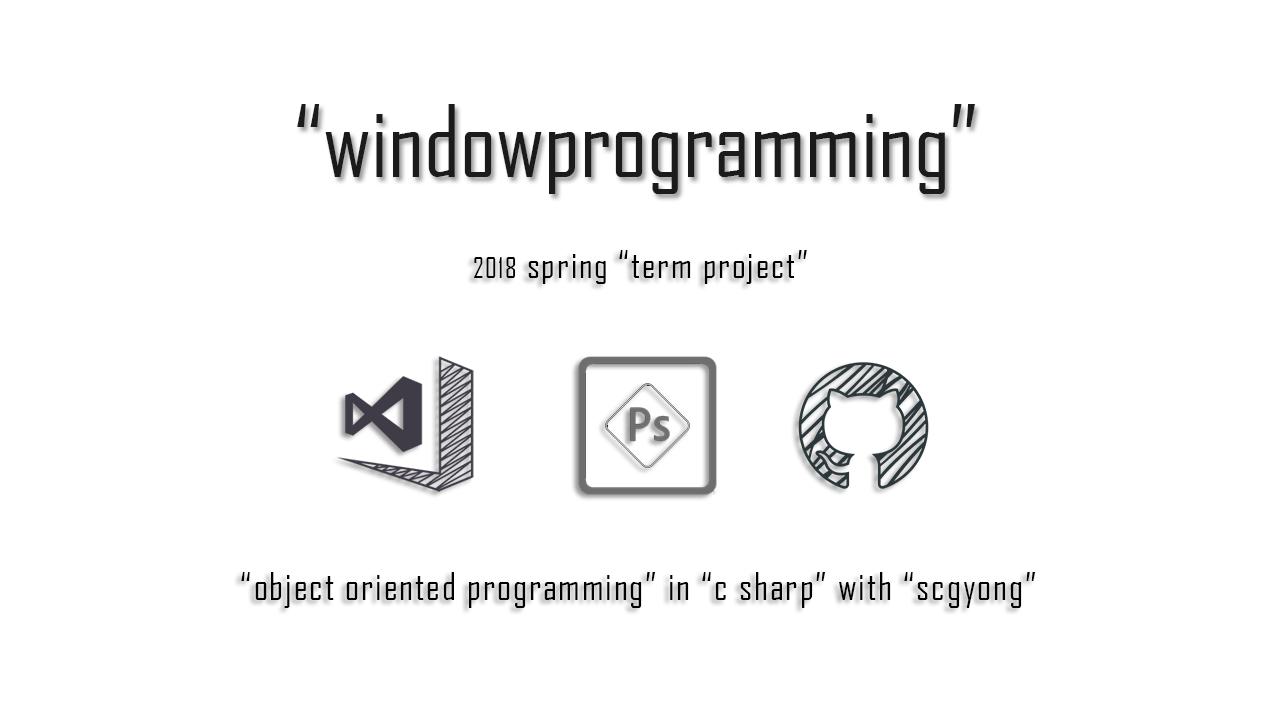 “windowprogramming”
2018 spring “term project”
Ps
“object oriented programming” in “c sharp” with “scgyong”